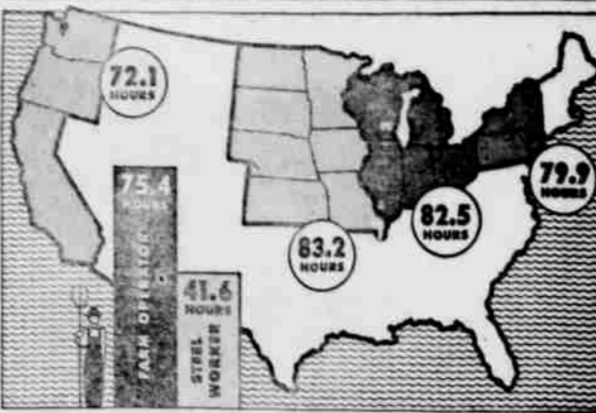 72.1
HOURS
75.4
HOURS
FARM OPERATOR
41.6
HOURS
STEEL
WORKER
83.2
HOURS
82.5
HOURS
79.9
HOURS